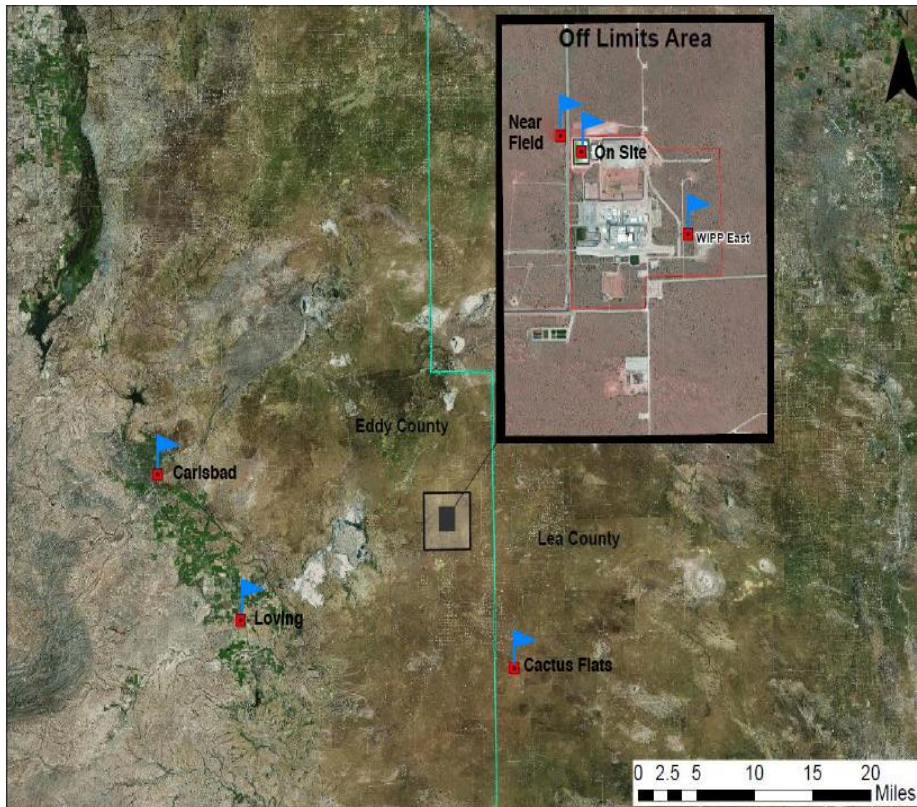 Off Limits Area
N
Near
Field
On Site
WIPP East
Eddy County
Carlsbad
Lea County
Loving
Cactus Flats
0 2.5 5 10 15 20
Miles